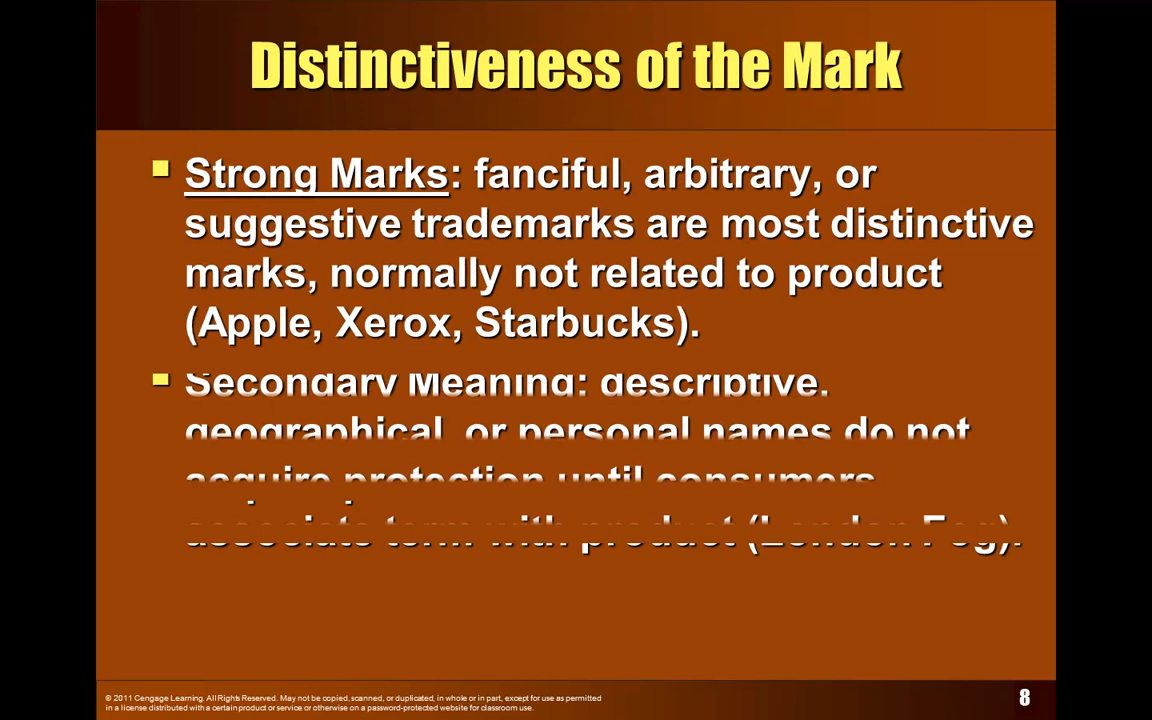 Distinctiveness of the Mark
Strong Marks: fanciful, arbitrary, or
suggestive trademarks are most distinctive
marks, normally not related to product
(Apple, Xerox, Starbucks).
Secondary Meaning: descriptive,
geographical, or personal names do not
acquire protection until consumers
associate term with product (London Fog).
© 2011 Cengage Learning. All Rights Reserved. May not be copied, scanned, or duplicated, in whole or in part, except for use as permitted
in a license distributed with a certain product or service or otherwise on a password-protected website for classroom use.
8